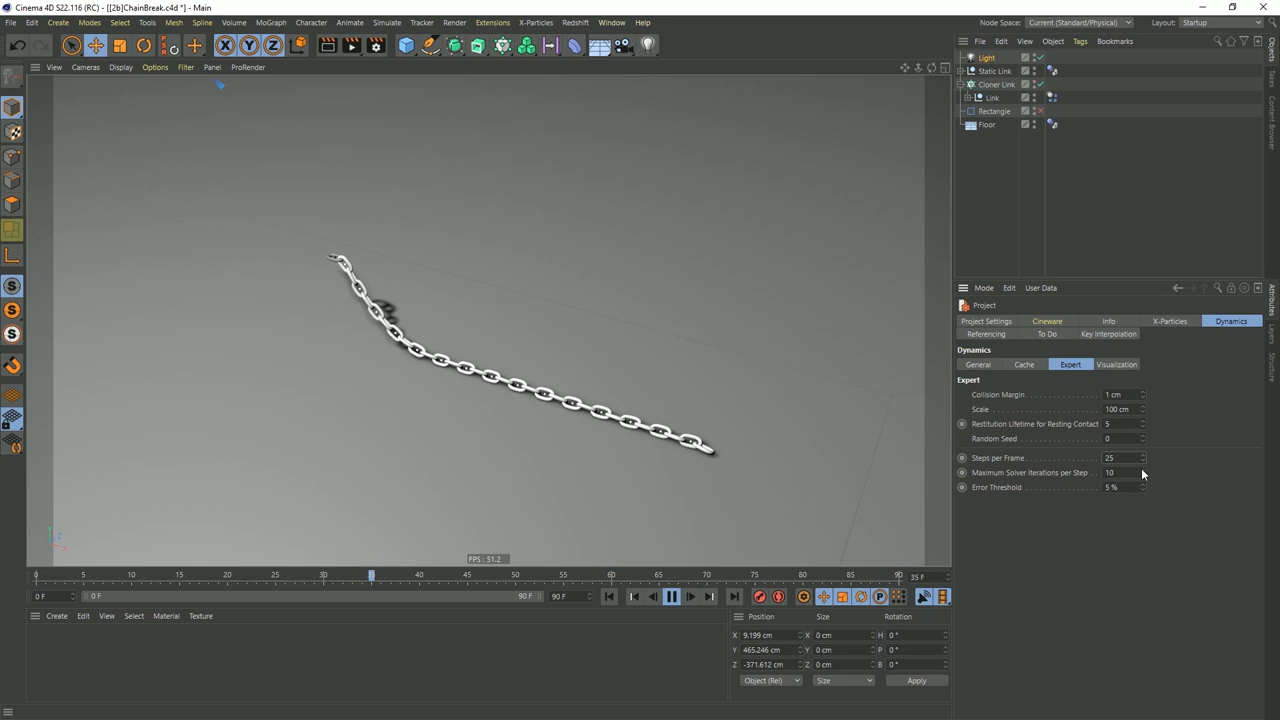 Cinema 4D S22.116 (RC) - [[2b]ChainBreak.c4d *] - Main
File Edit Create Modes Select Tools Mesh Spline Volume MoGraph Character Animate Simulate Tracker Render Extensions X-Particles Redshift Window Help Node Space: Current (Standard/Physical) Layout: Startup
File Edit View Object Tags Bookmarks
View Cameras Display Options Filter Panel ProRender
X Y Z
Light
Static Link
Cloner Link
Link
Rectangle
Floor
Objects
Takes
Content Browser
Mode Edit User Data
Attributes
Layers
Structure
Project
Project Settings Cineware Info X-Particles Dynamics
Referencing To Do Key Interpolation
Dynamics
General Cache Expert Visualization
Expert
Collision Margin 1 cm
Scale 100 cm
Restitution Lifetime for Resting Contact 5
Random Seed 0
Steps per Frame 25
Maximum Solver Iterations per Step 10
Error Threshold 5 %
Y Z
X
FPS : 51.2
0 5 10 15 20 25 30 35 40 45 50 55 60 65 70 75 80 85 90 35 F
0 F 0 F 90 F 90 F
Create Edit View Select Material Texture
Position Size Rotation
X 9.199 cm X 0 cm H 0 °
Y 465.246 cm Y 0 cm P 0 °
Z -371.612 cm Z 0 cm B 0 °
Object (Rel) Size Apply